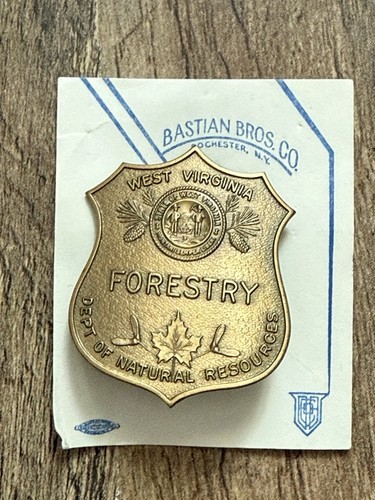 BASTIAN BROS. CO.
ROCHESTER, N.Y.
WEST VIRGINIA
FORESTRY
DEPT OF NATURAL RESOURCES